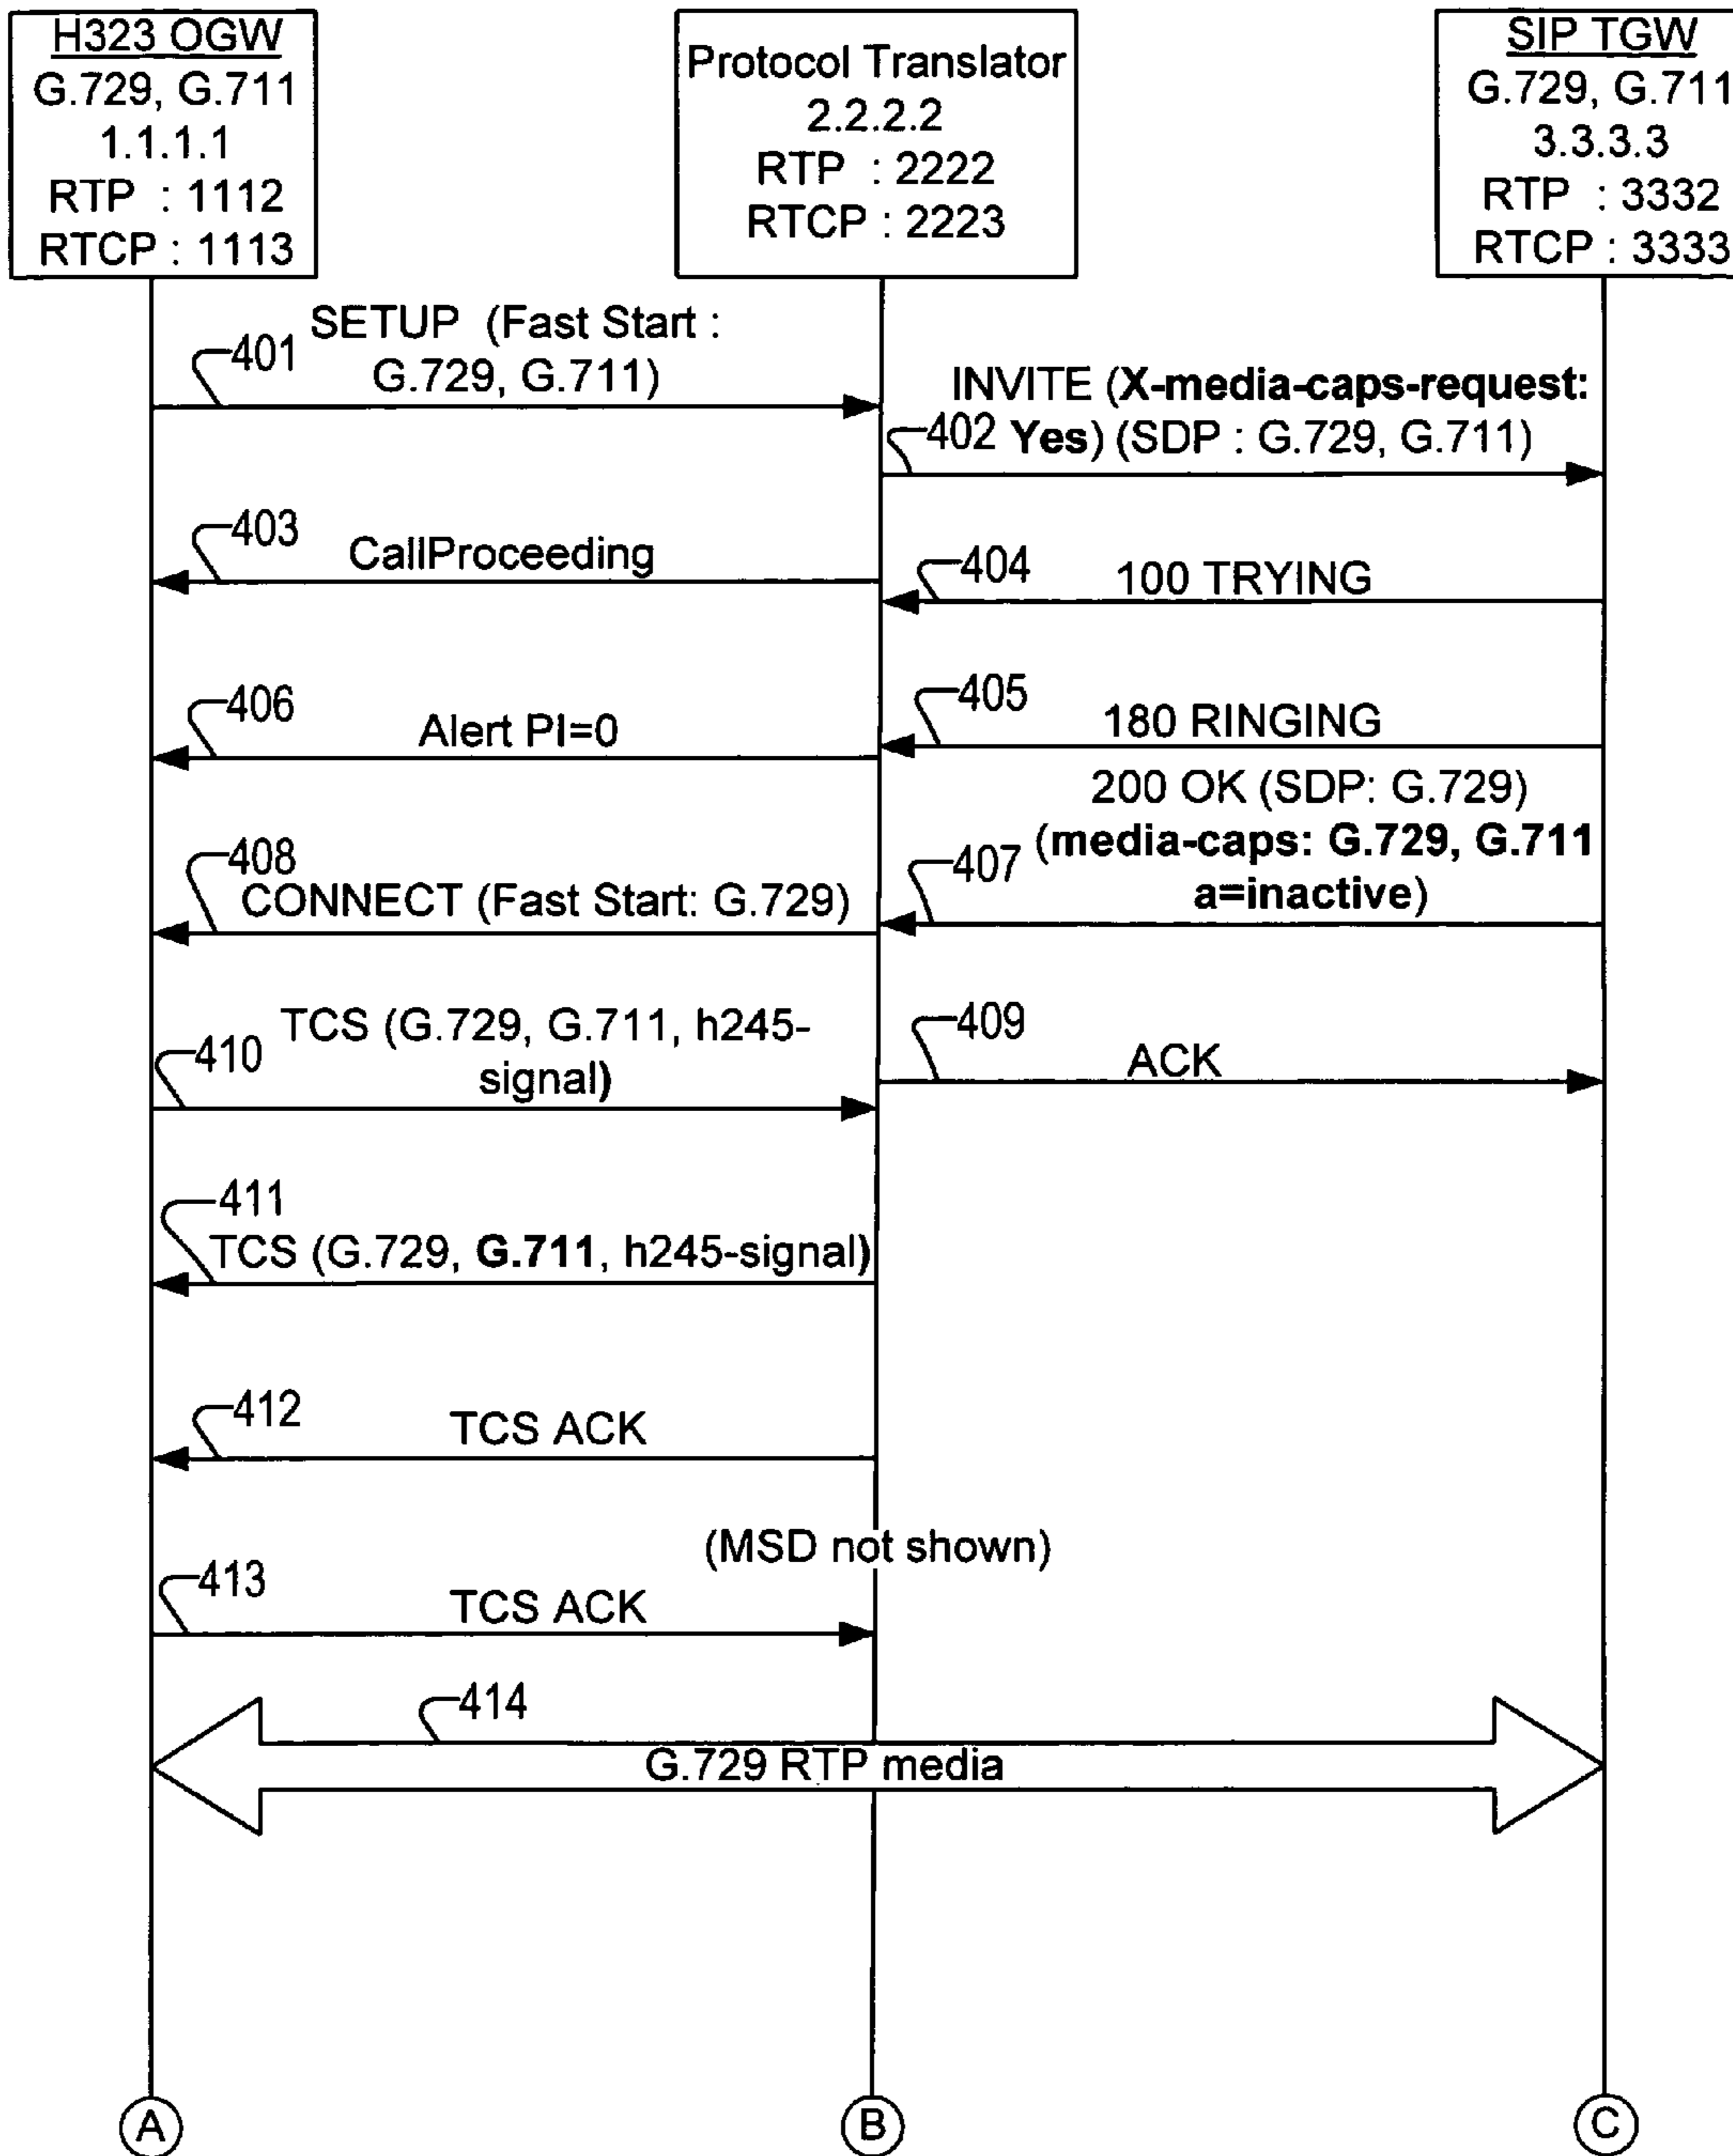 H323 OGW
G.729, G.711
1.1.1.1
RTP : 1112
RTCP : 1113
Protocol Translator
2.2.2.2
RTP : 2222
RTCP : 2223
SIP TGW
G.729, G.711
3.3.3.3
RTP : 3332
RTCP : 3333
401
SETUP (Fast Start :
G.729, G.711)
INVITE (X-media-caps-request:
402 Yes) (SDP : G.729, G.711)
403
CallProceeding
404
100 TRYING
405
180 RINGING
406
Alert PI=0
200 OK (SDP: G.729)
407 (media-caps: G.729, G.711
a=inactive)
408
CONNECT (Fast Start: G.729)
409
ACK
410
TCS (G.729, G.711, h245-
signal)
411
TCS (G.729, G.711, h245-signal)
412
TCS ACK
(MSD not shown)
413
TCS ACK
414
G.729 RTP media
A
B
C